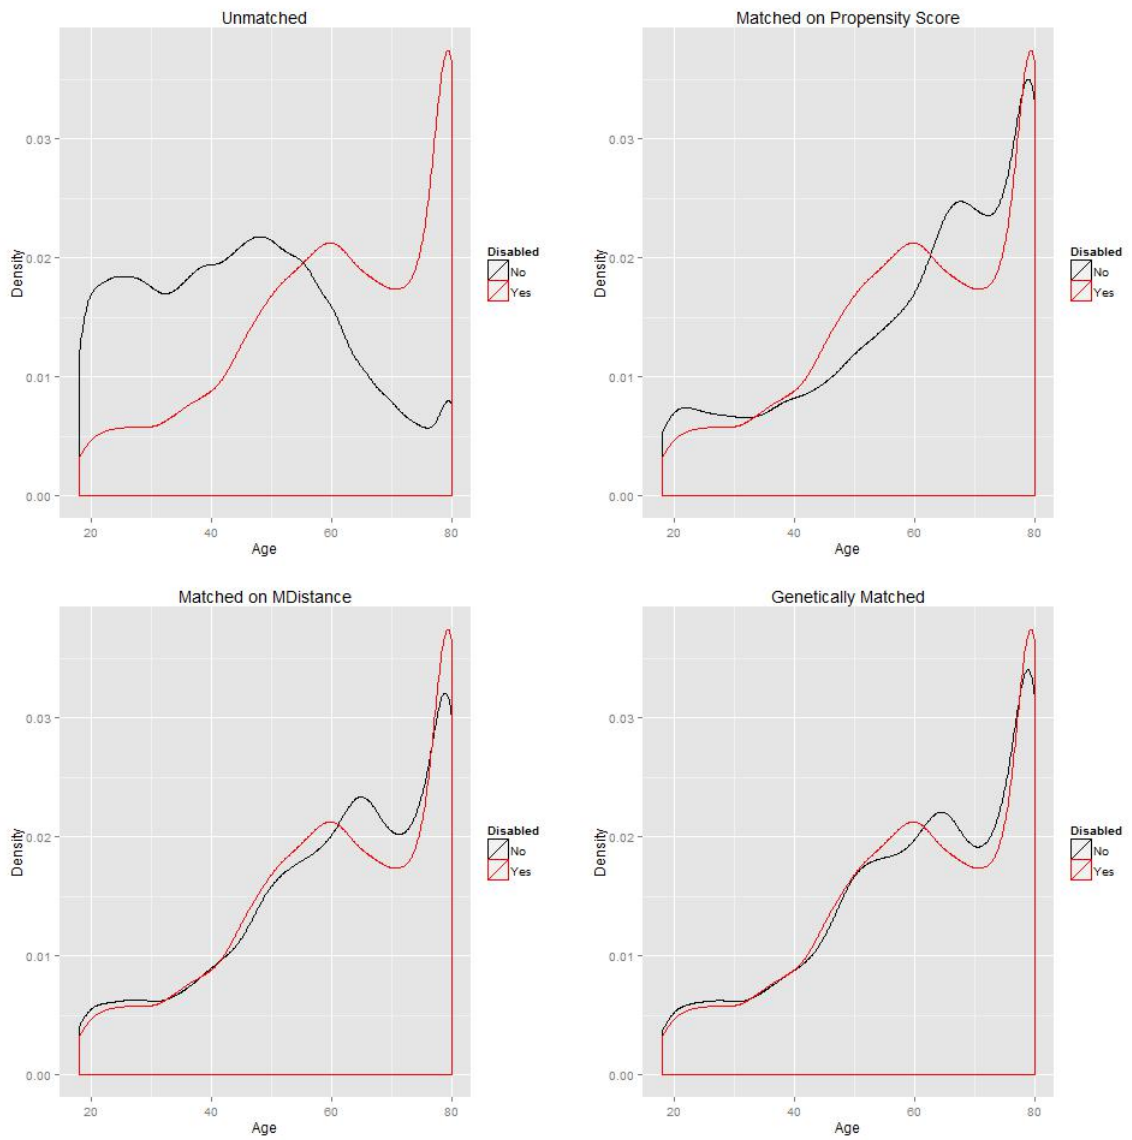 Unmatched
0.03
0.02
0.01
0.00
Density
20 40 60 80
Age
Disabled
No
Yes
Matched on Propensity Score
0.03
0.02
0.01
0.00
Density
20 40 60 80
Age
Disabled
No
Yes
Matched on MDistance
0.03
0.02
0.01
0.00
Density
20 40 60 80
Age
Disabled
No
Yes
Genetically Matched
0.03
0.02
0.01
0.00
Density
20 40 60 80
Age
Disabled
No
Yes